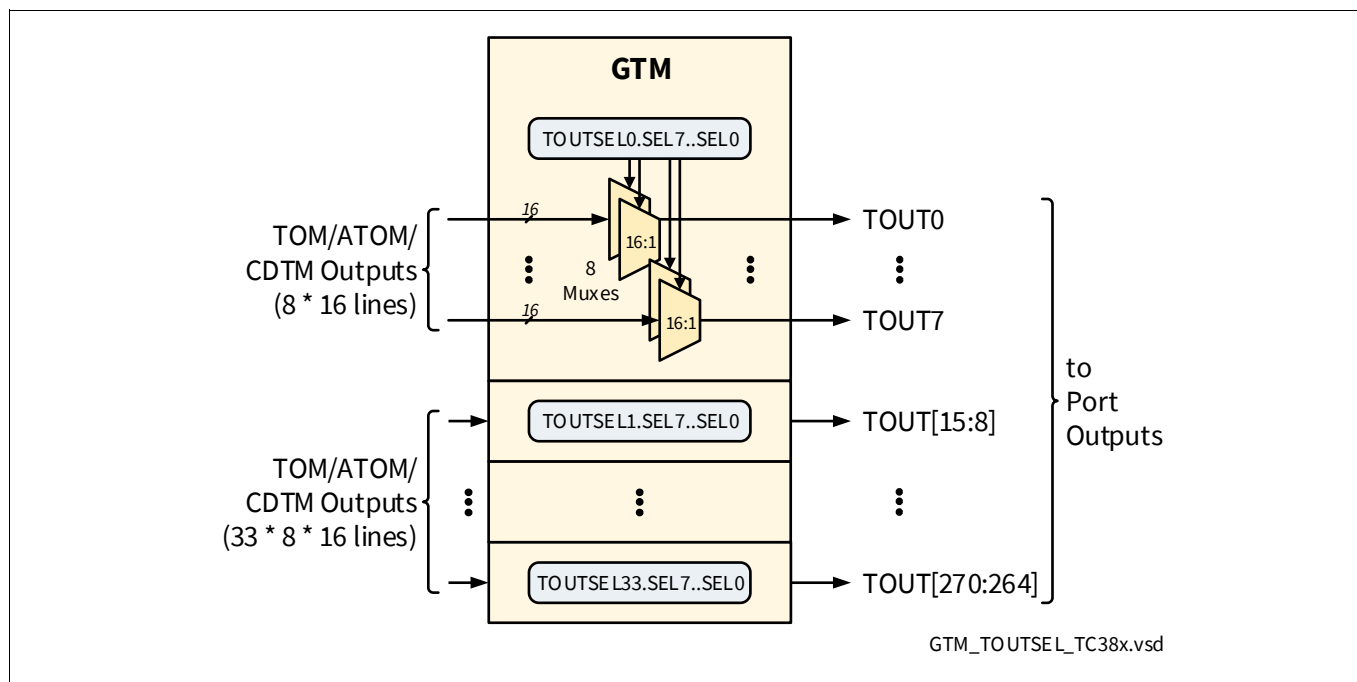 GTM
TOUTSEL0.SEL7..SEL0
TOM/ATOM/
CDTM Outputs
(8 * 16 lines)
16
16
16:1
8
Muxes
16:1
TOUT0
TOUT7
to
Port
Outputs
TOM/ATOM/
CDTM Outputs
(33 * 8 * 16 lines)
TOUTSEL1.SEL7..SEL0
TOUT[15:8]
TOUTSEL33.SEL7..SEL0
TOUT[270:264]
GTM_TOUTSEL_TC38x.vsd